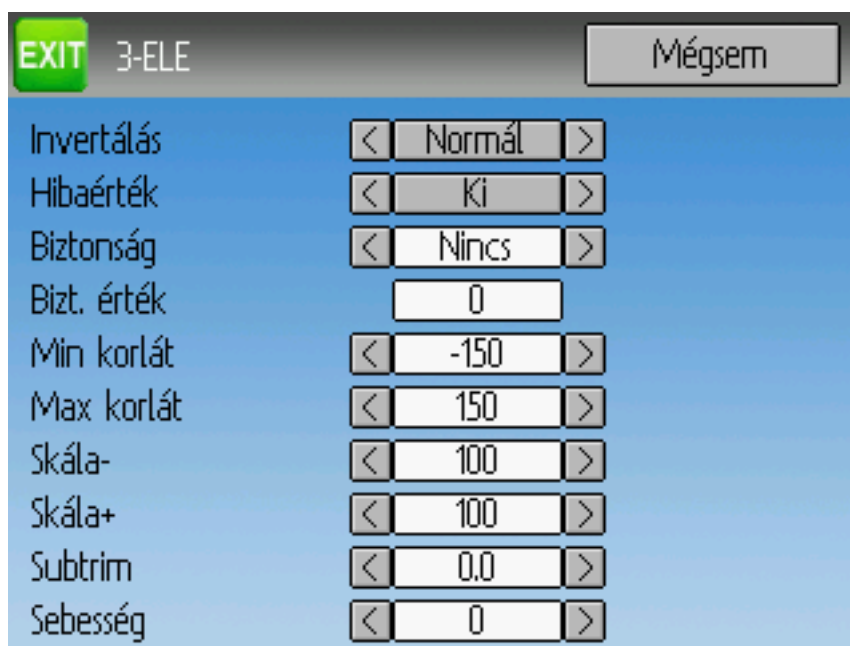 EXIT 3-ELE Mégsem
Invertálás < Normál >
Hibaérték < Ki >
Biztonság < Nincs >
Bizt. érték 0
Min korlát < -150 >
Max korlát < 150 >
Skála- < 100 >
Skála+ < 100 >
Subtrim < 0.0 >
Sebesség < 0 >